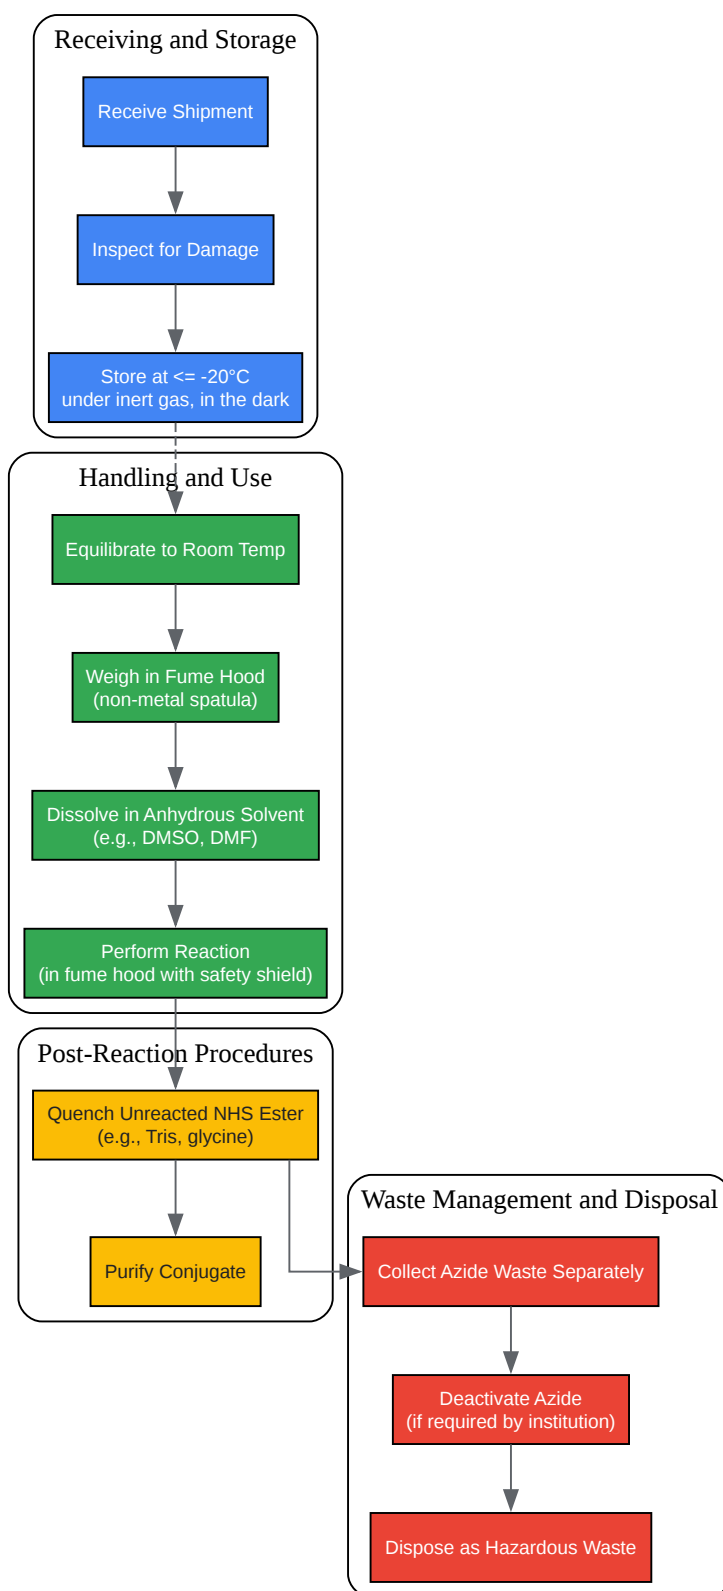 Receiving and Storage
Receive Shipment
Inspect for Damage
Store at <= -20°C
under inert gas, in the dark
Handling and Use
Equilibrate to Room Temp
Weigh in Fume Hood
(non-metal spatula)
Dissolve in Anhydrous Solvent
(e.g., DMSO, DMF)
Perform Reaction
(in fume hood with safety shield)
Post-Reaction Procedures
Quench Unreacted NHS Ester
(e.g., Tris, glycine)
Purify Conjugate
Waste Management and Disposal
Collect Azide Waste Separately
Deactivate Azide
(if required by institution)
Dispose as Hazardous Waste